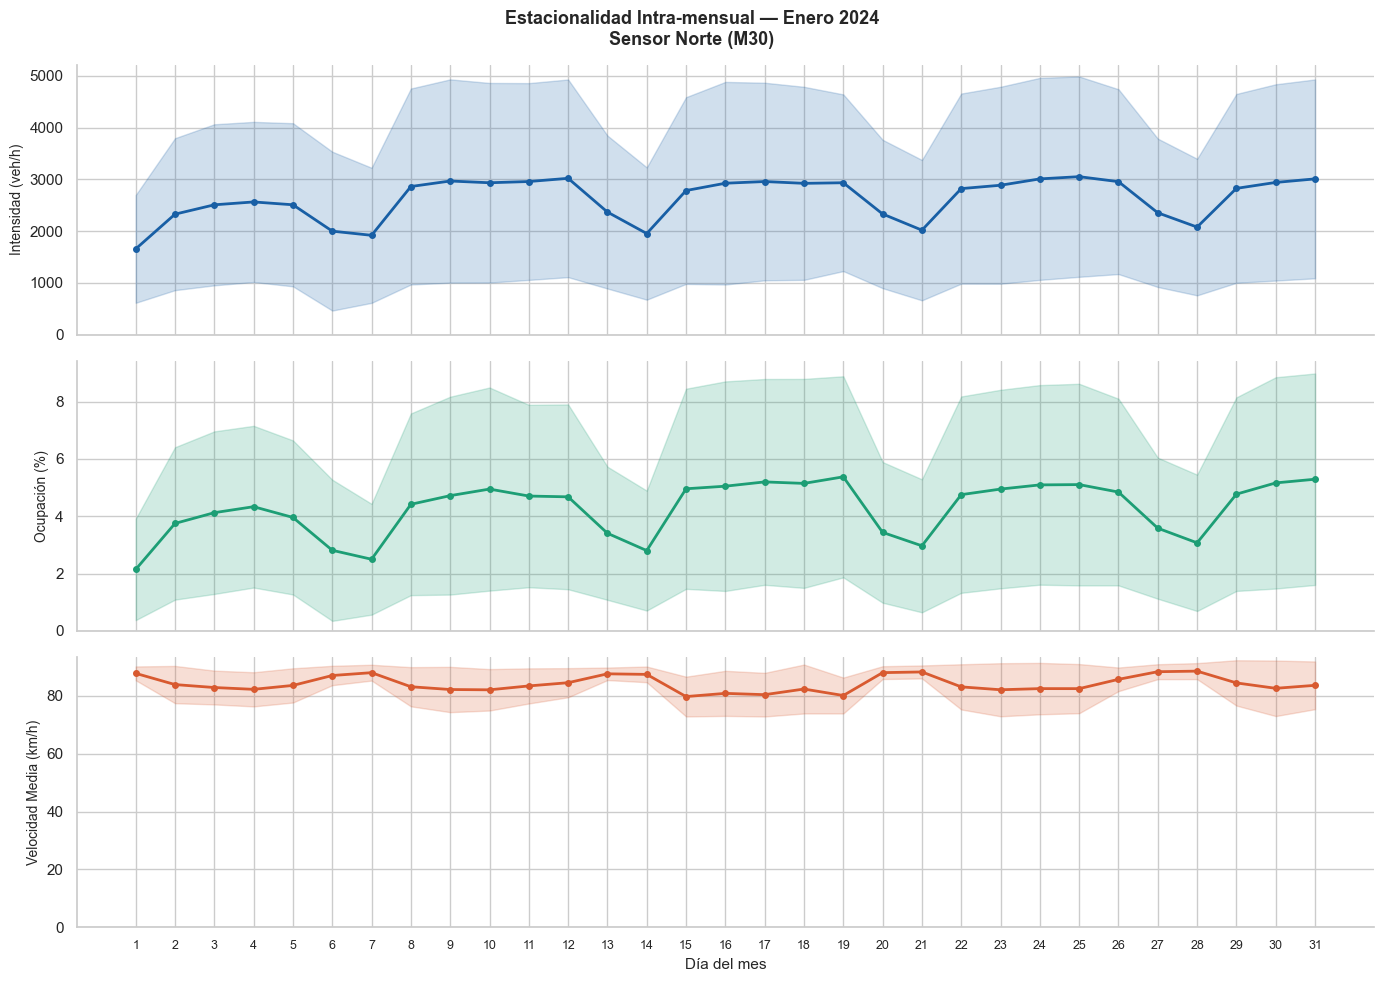 Estacionalidad Intra-mensual — Enero 2024
Sensor Norte (M30)
Intensidad (veh/h)
5000
4000
3000
2000
1000
0
Ocupación (%)
8
6
4
2
0
Velocidad Media (km/h)
80
60
40
20
0
1 2 3 4 5 6 7 8 9 10 11 12 13 14 15 16 17 18 19 20 21 22 23 24 25 26 27 28 29 30 31
Día del mes